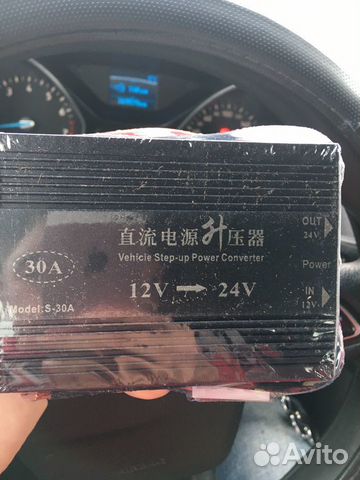 直流电源升压器
Vehicle Step-up Power Converter
30A
12V → 24V
Model:S-30A
OUT
24V
Power
IN
12V
Avito